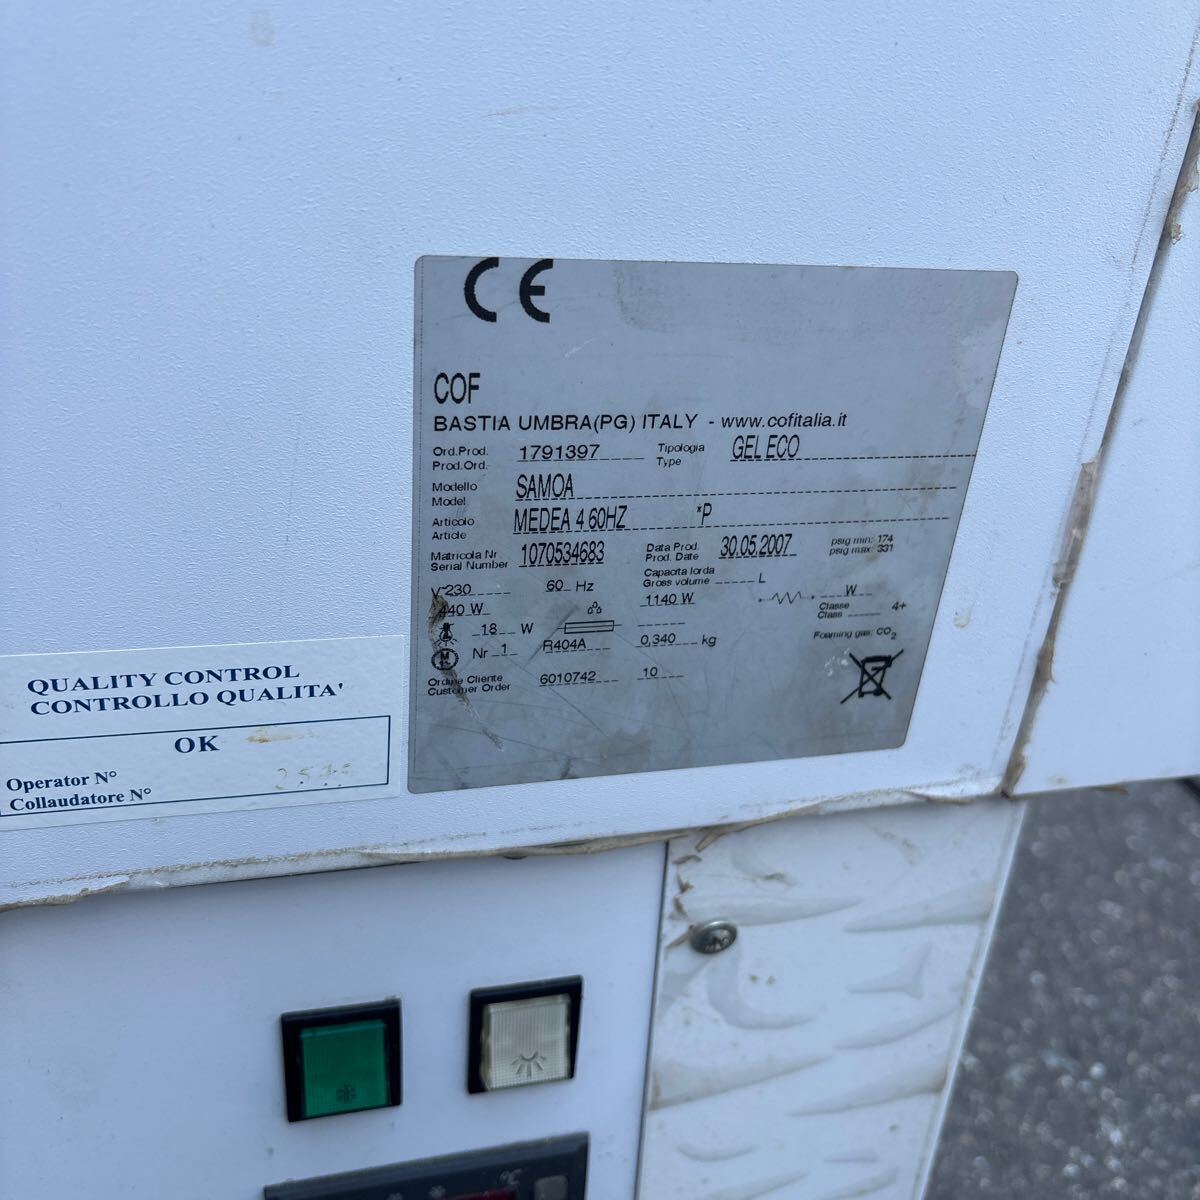 CE
COF
BASTIA UMBRA(PG) ITALY - www.cofitalia.it
Ord.Prod. Prod.Ord. 1791397 Tipologia Type GEL ECO
Modello Model SAMOA
Articolo Article MEDEA 4 60HZ *P
Matricola Nr Serial Number 1070534683 Data Prod. Prod. Date 30.05.2007 psig min: 174 psig max: 331
V~230 60 Hz Capacita lorda Gross volume L
440 W 1140 W W
18 W Classe Class 4+
Nr 1 R404A 0,340 kg Foaming gas: CO2
Ordine Cliente Customer Order 6010742 10
QUALITY CONTROL
CONTROLLO QUALITA'
OK
Operator N°
Collaudatore N°
°C